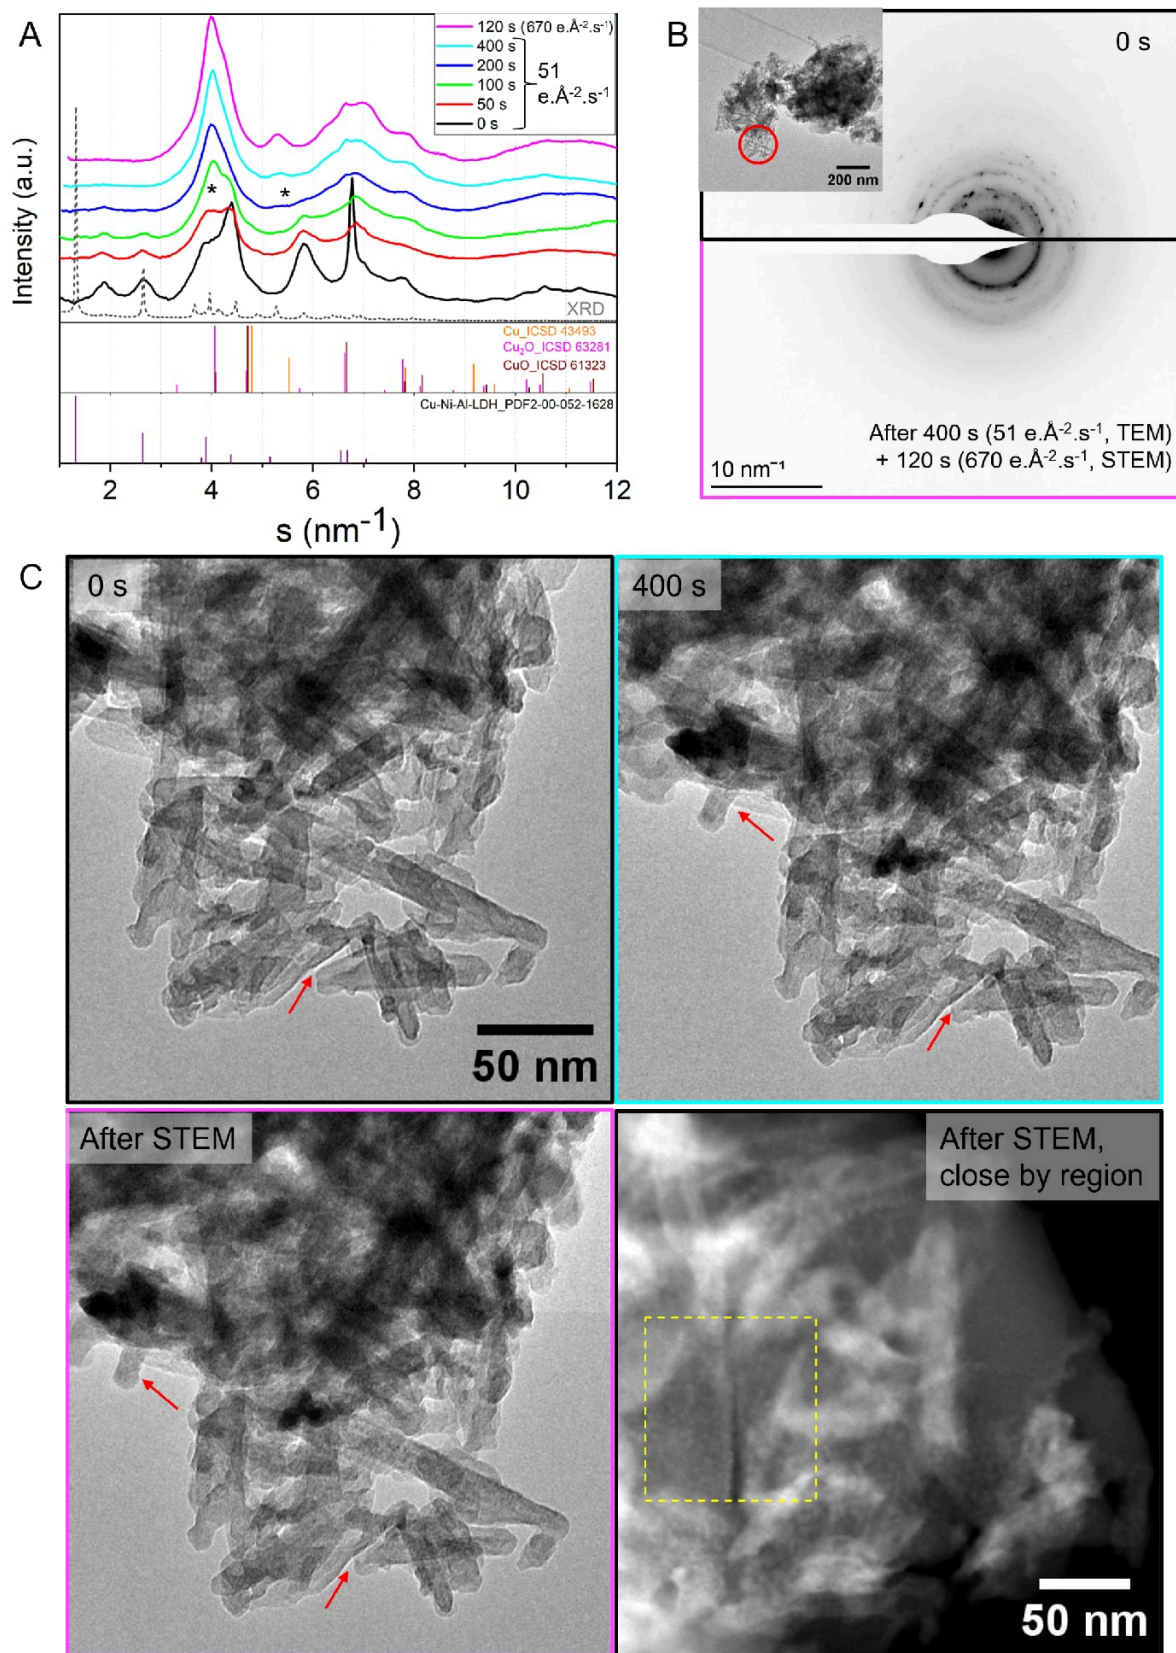 A
120 s (670 e.Å⁻².s⁻¹)
400 s
200 s
100 s
50 s
0 s
51
e.Å⁻².s⁻¹
Intensity (a.u.)
*
*
XRD
Cu_ICSD 43493
Cu₂O_ICSD 63281
CuO_ICSD 61323
Cu-Ni-Al-LDH_PDF2-00-052-1628
2 4 6 8 10 12
s (nm⁻¹)
B
0 s
200 nm
After 400 s (51 e.Å⁻².s⁻¹, TEM)
+ 120 s (670 e.Å⁻².s⁻¹, STEM)
10 nm⁻¹
C
0 s
50 nm
400 s
After STEM
After STEM,
close by region
50 nm